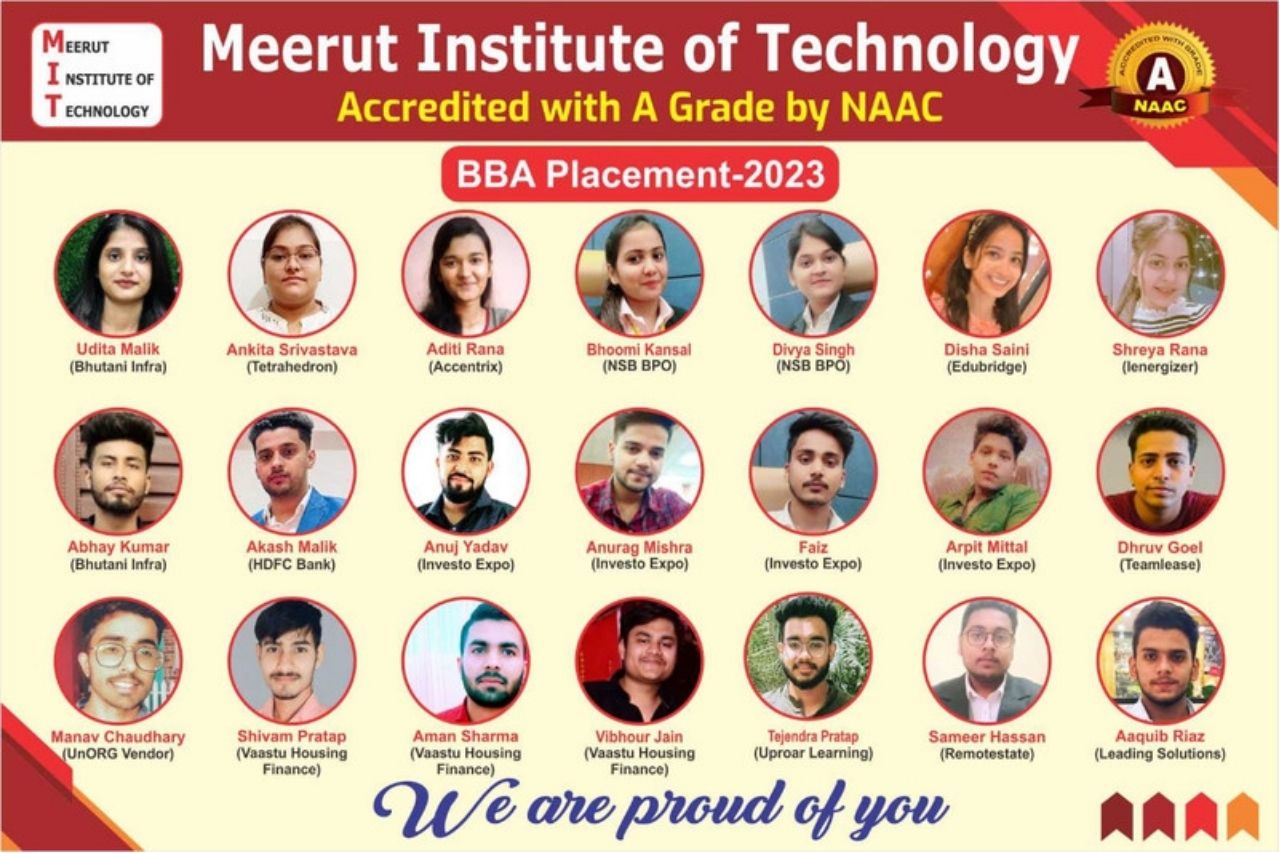 MEERUT
INSTITUTE OF
TECHNOLOGY
Meerut Institute of Technology
Accredited with A Grade by NAAC
ACCREDITED WITH GRADE
A
NAAC
BBA Placement-2023
Udita Malik
(Bhutani Infra)
Ankita Srivastava
(Tetrahedron)
Aditi Rana
(Accentrix)
Bhoomi Kansal
(NSB BPO)
Divya Singh
(NSB BPO)
Disha Saini
(Edubridge)
Shreya Rana
(Ienergizer)
Abhay Kumar
(Bhutani Infra)
Akash Malik
(HDFC Bank)
Anuj Yadav
(Investo Expo)
Anurag Mishra
(Investo Expo)
Faiz
(Investo Expo)
Arpit Mittal
(Investo Expo)
Dhruv Goel
(Teamlease)
Manav Chaudhary
(UnORG Vendor)
Shivam Pratap
(Vaastu Housing
Finance)
Aman Sharma
(Vaastu Housing
Finance)
Vibhour Jain
(Vaastu Housing
Finance)
Tejendra Pratap
(Uproar Learning)
Sameer Hassan
(Remotestate)
Aaquib Riaz
(Leading Solutions)
We are proud of you